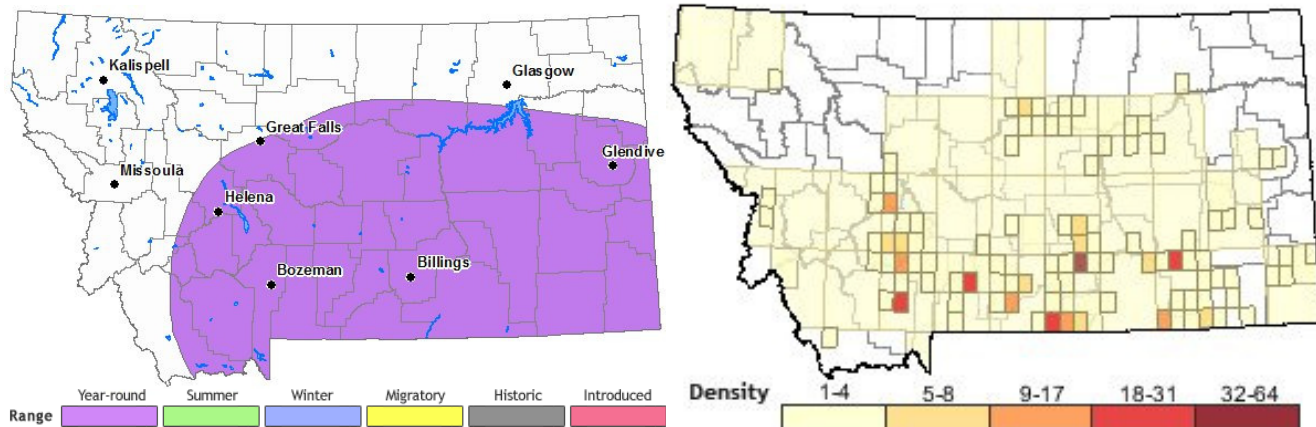 Kalispell
Glasgow
Great Falls
Glendive
Missoula
Helena
Bozeman
Billings
Year-round Summer Winter Migratory Historic Introduced
Range
Density 1-4 5-8 9-17 18-31 32-64